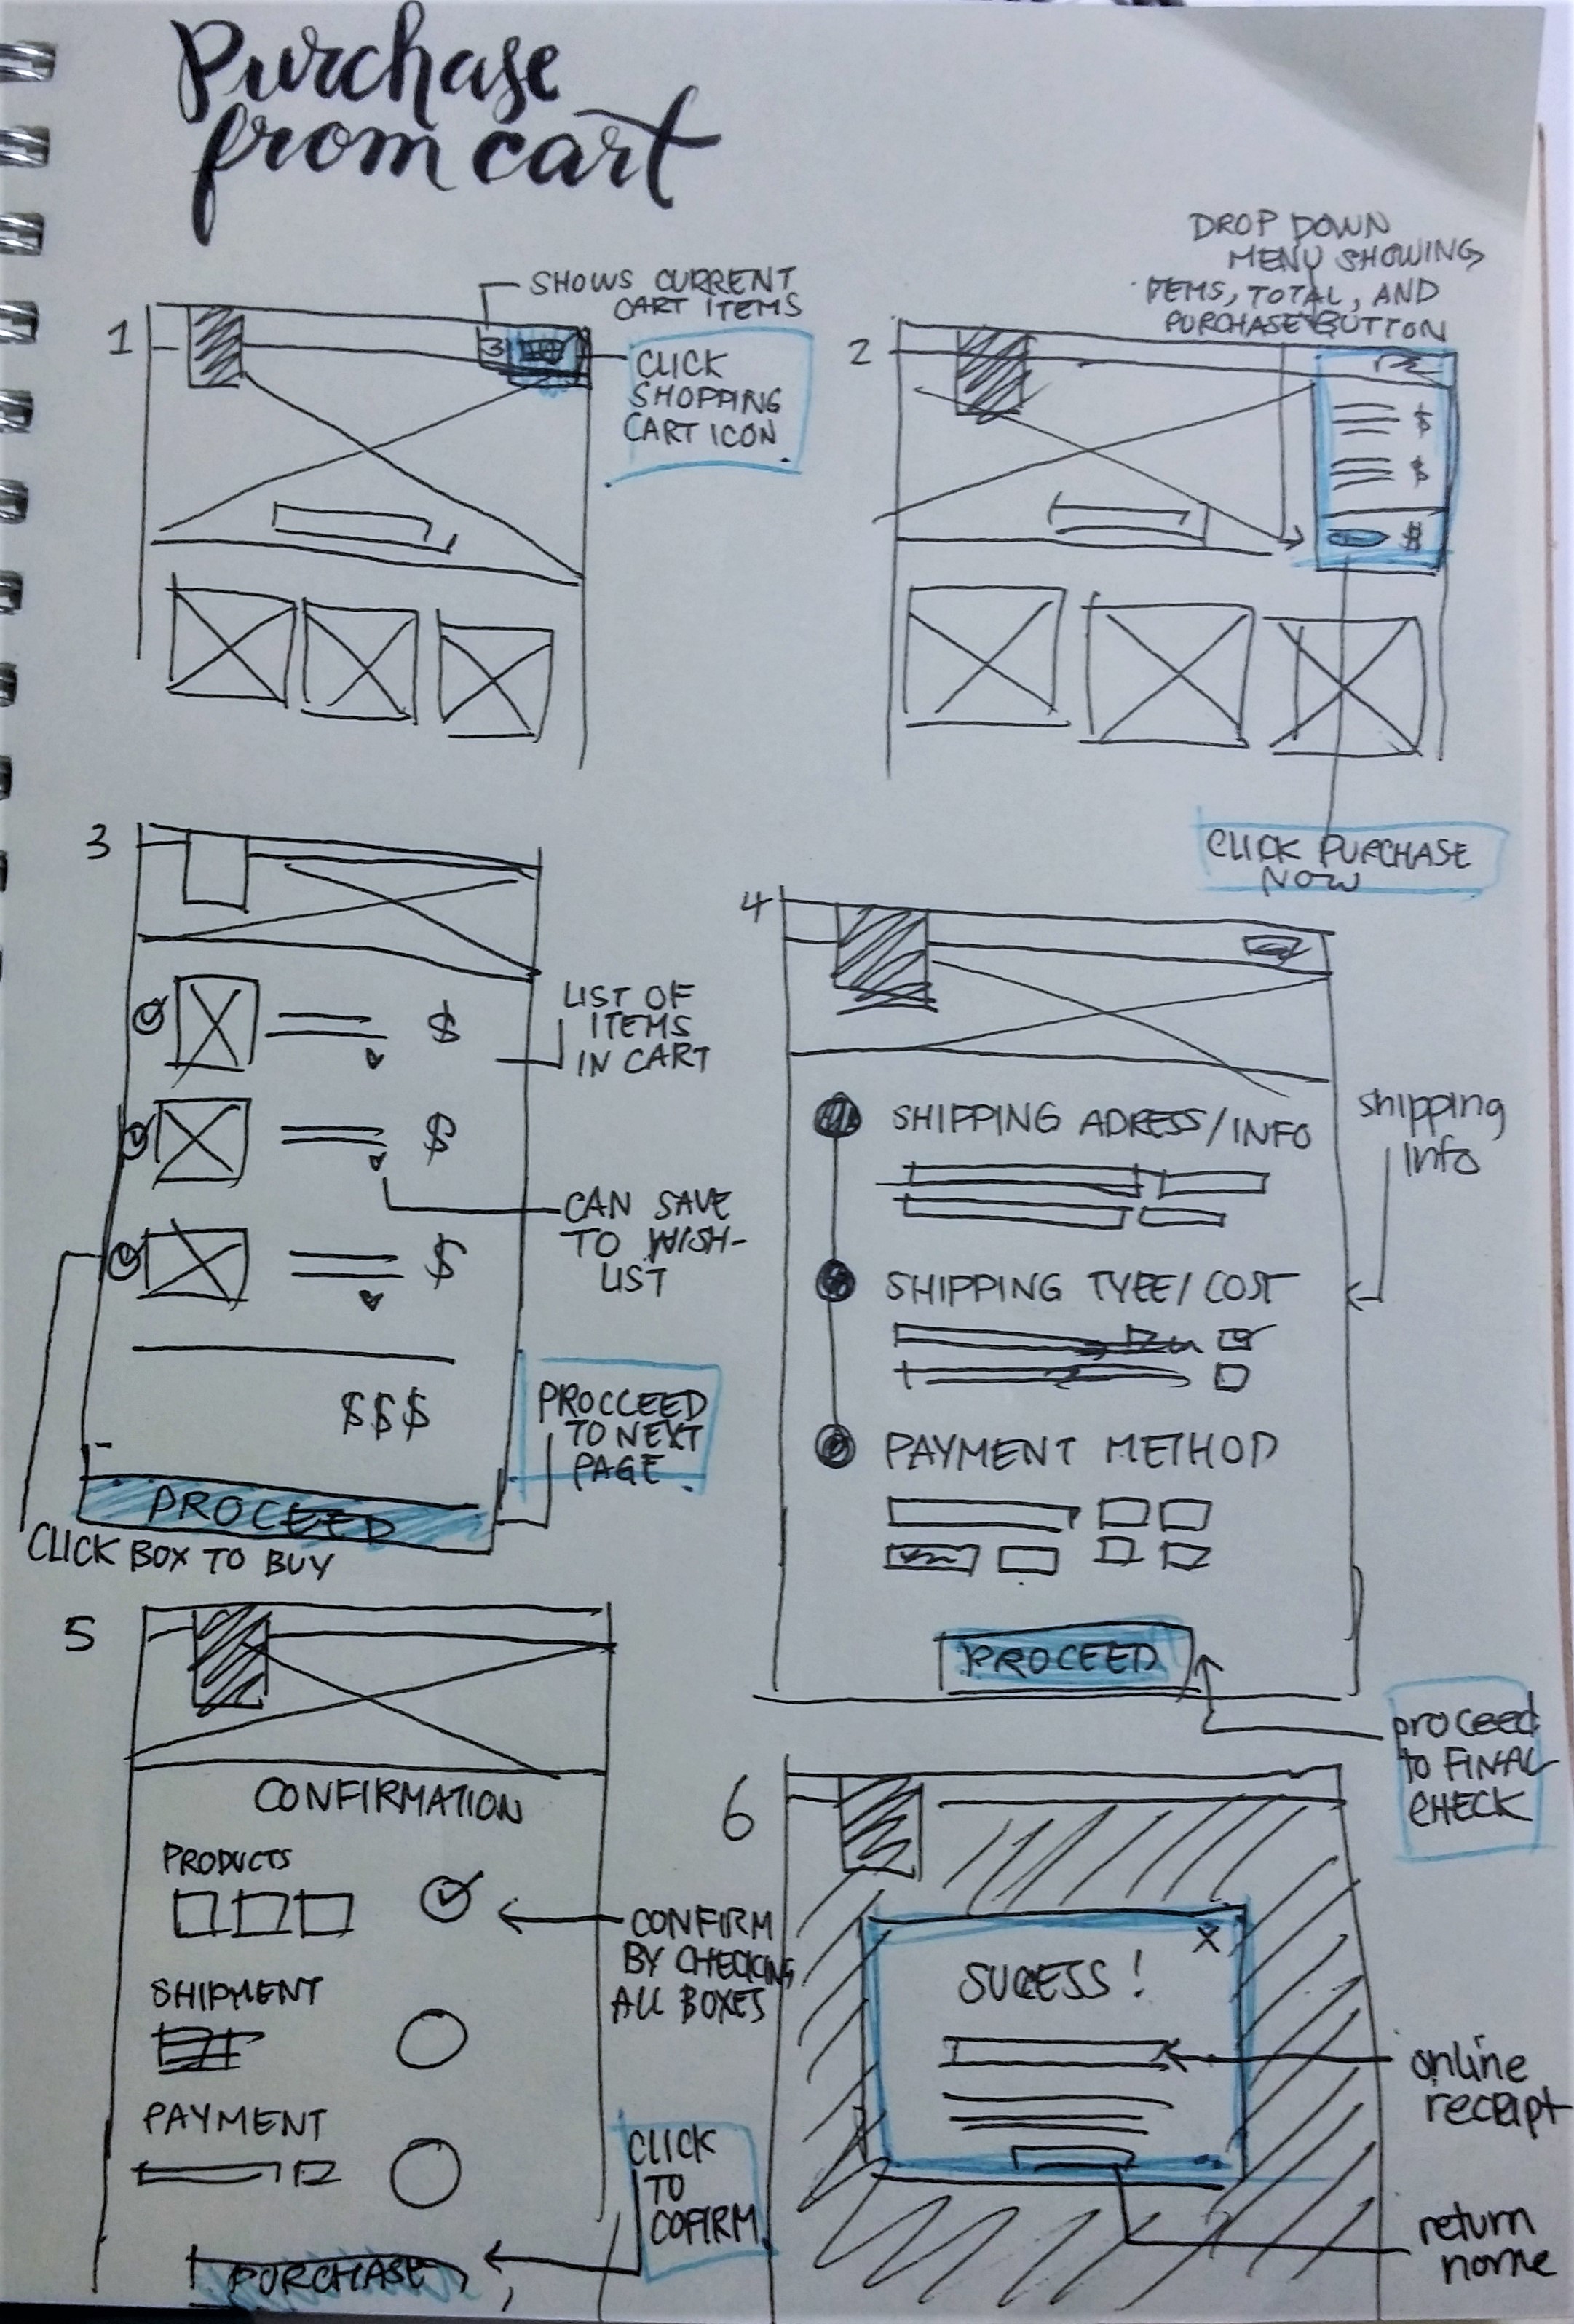 Purchase
from cart
1
SHOWS CURRENT
CART ITEMS
3
CLICK
SHOPPING
CART ICON
.
2
DROP DOWN
MENU SHOWING
ITEMS, TOTAL, AND
PURCHASE BUTTON
$
$
#
CLICK PURCHASE
NOW
3
$
$
$
LIST OF
ITEMS
IN CART
CAN SAVE
TO WISH-
LIST
$$$
PROCCEED
TO NEXT
PAGE.
PROCEED
CLICK BOX TO BUY
4
SHIPPING ADRESS/INFO
shipping
info
SHIPPING TYPE/COST
PAYMENT METHOD
PROCEED
proceed
to FINAL
CHECK
5
CONFIRMATION
PRODUCTS
CONFIRM
BY CHECKING
ALL BOXES
SHIPMENT
PAYMENT
CLICK
TO
COFIRM.
PURCHASE
6
X
SUCESS!
online
receipt
return
home